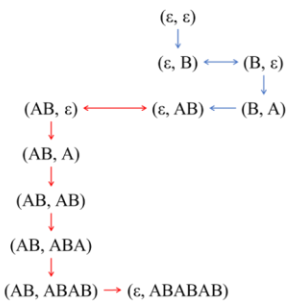 (ε, ε)
(ε, B) (B, ε)
(AB, ε) (ε, AB) (B, A)
(AB, A)
(AB, AB)
(AB, ABA)
(AB, ABAB) (ε, ABABAB)